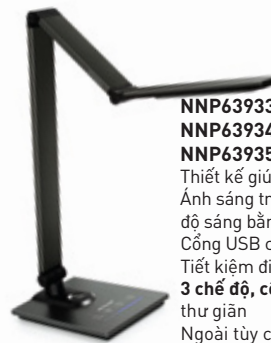 NNP63933
NNP63934
NNP63935
Thiết kế giú
Ánh sáng tr
độ sáng bằn
Cổng USB
Tiết kiệm đi
3 chế độ, cô
thư giãn
Ngoài tùy c